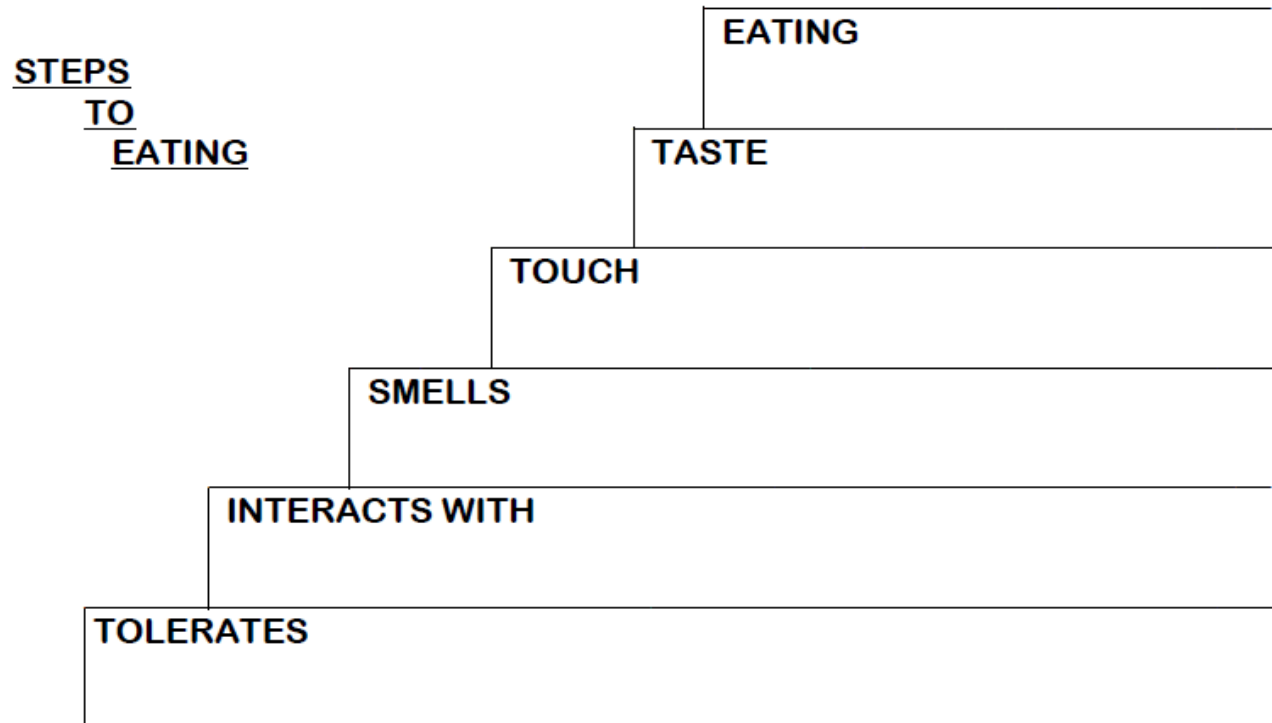 STEPS
TO
EATING
EATING
TASTE
TOUCH
SMELLS
INTERACTS WITH
TOLERATES